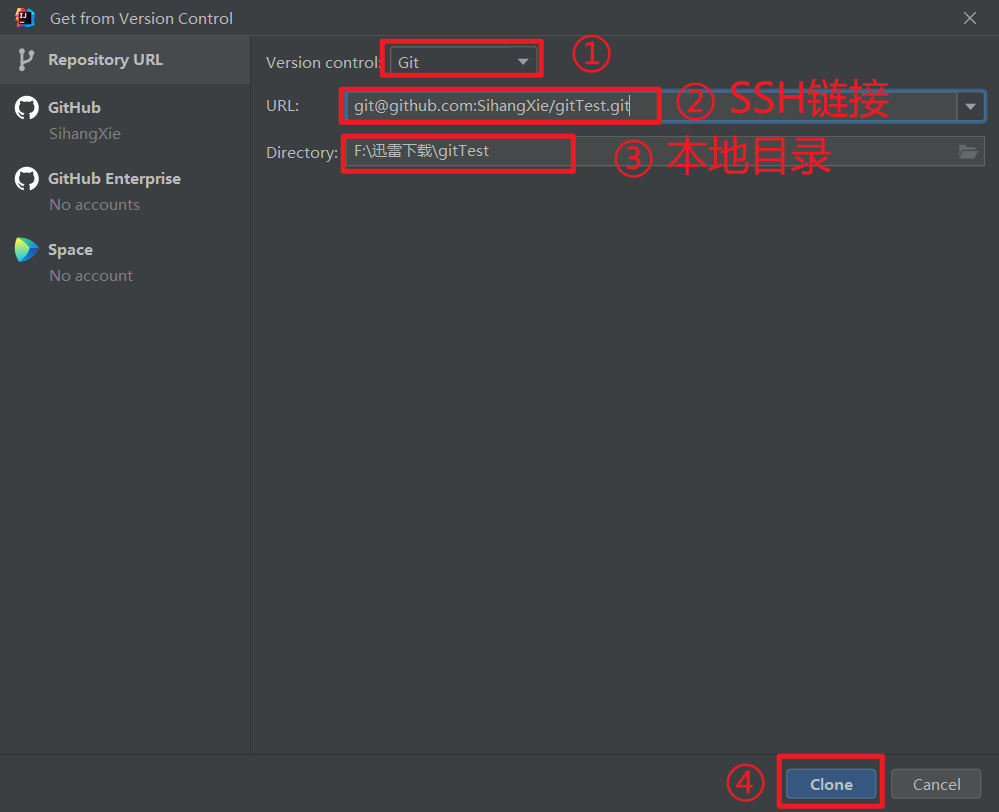 Get from Version Control
Repository URL
GitHub
SihangXie
GitHub Enterprise
No accounts
Space
No account
Version control: Git ①
URL: git@github.com:SihangXie/gitTest.git ② SSH链接
Directory: F:\迅雷下载\gitTest ③ 本地目录
④ Clone Cancel